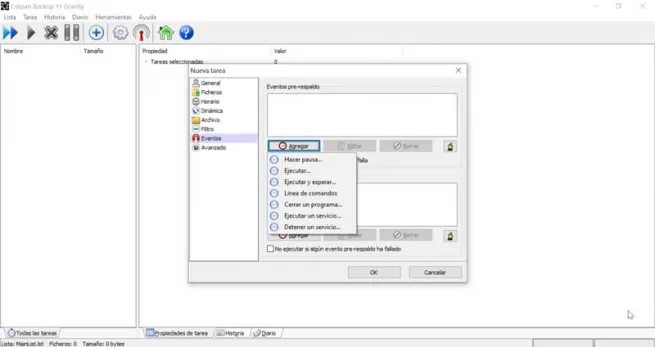 Cobian Backup 11 Gravity
Lista Tarea Historia Diario Herramientas Ayuda
Nombre Tamaño Propiedad Valor
Tareas seleccionadas 0
Nueva tarea
General
Ficheros
Horario
Dinámica
Archivo
Filtro
Eventos
Avanzado
Eventos pre-respaldo
Agregar Editar Borrar
Hacer pausa...
Ejecutar...
Ejecutar y esperar...
Línea de comandos
Cerrar un programa...
Ejecutar un servicio...
Detener un servicio...
falla
Agregar Editar Borrar
No ejecutar si algún evento pre-respaldo ha fallado
OK Cancelar
Todas las tareas Propiedades de tarea Historia Diario
Lista: MainList.lst Ficheros: 0 Tamaño: 0 bytes